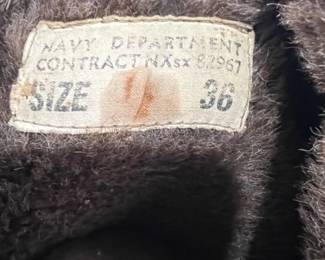 NAVY DEPARTMENT
CONTRACT NXsx 82967
SIZE 36